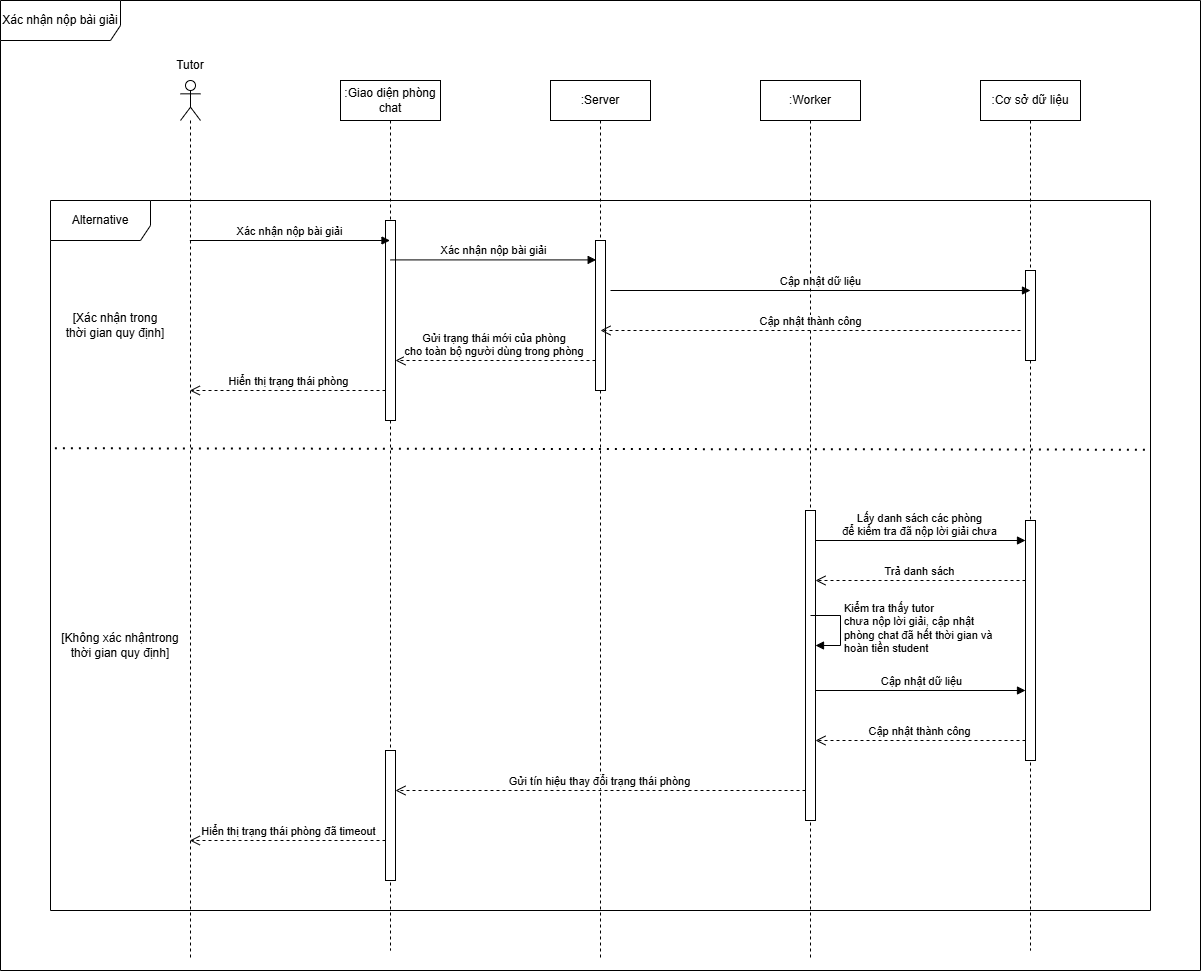 Xác nhận nộp bài giải
Tutor
:Giao diện phòng
chat
:Server
:Worker
:Cơ sở dữ liệu
Alternative
Xác nhận nộp bài giải
Xác nhận nộp bài giải
Cập nhật dữ liệu
[Xác nhận trong
thời gian quy định]
Cập nhật thành công
Gửi trạng thái mới của phòng
cho toàn bộ người dùng trong phòng
Hiển thị trạng thái phòng
Lấy danh sách các phòng
để kiểm tra đã nộp lời giải chưa
Trả danh sách
[Không xác nhậntrong
thời gian quy định]
Kiểm tra thấy tutor
chưa nộp lời giải, cập nhật
phòng chat đã hết thời gian và
hoàn tiền student
Cập nhật dữ liệu
Cập nhật thành công
Gửi tín hiệu thay đổi trạng thái phòng
Hiển thị trạng thái phòng đã timeout